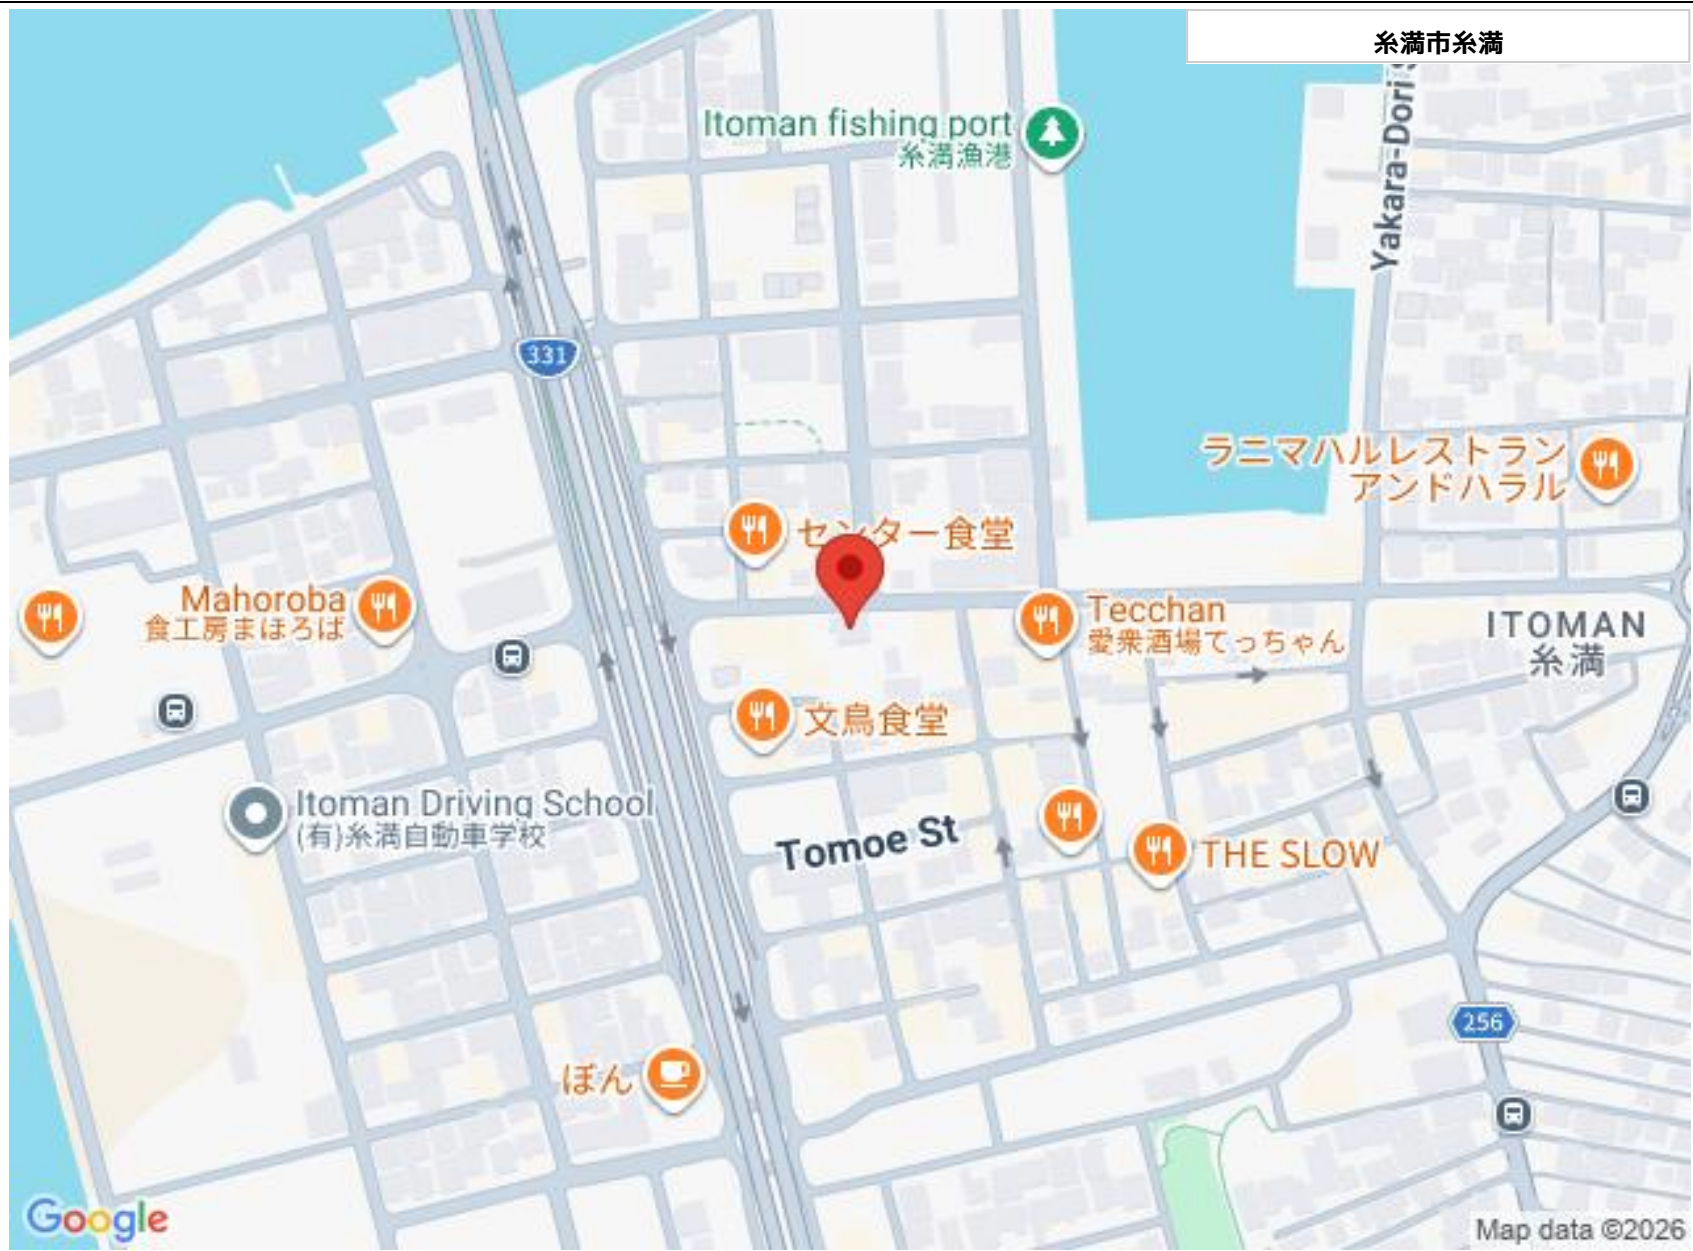 糸満市糸満
Yakara-Dori S
Itoman fishing port
糸満漁港
331
ラニマハルレストラン
アンドハラル
センター食堂
Mahoroba
食工房まほろば
Tecchan
愛衆酒場てっちゃん
ITOMAN
糸満
文鳥食堂
Itoman Driving School
(有)糸満自動車学校
Tomoe St
THE SLOW
256
ぼん
Google
Map data ©2026